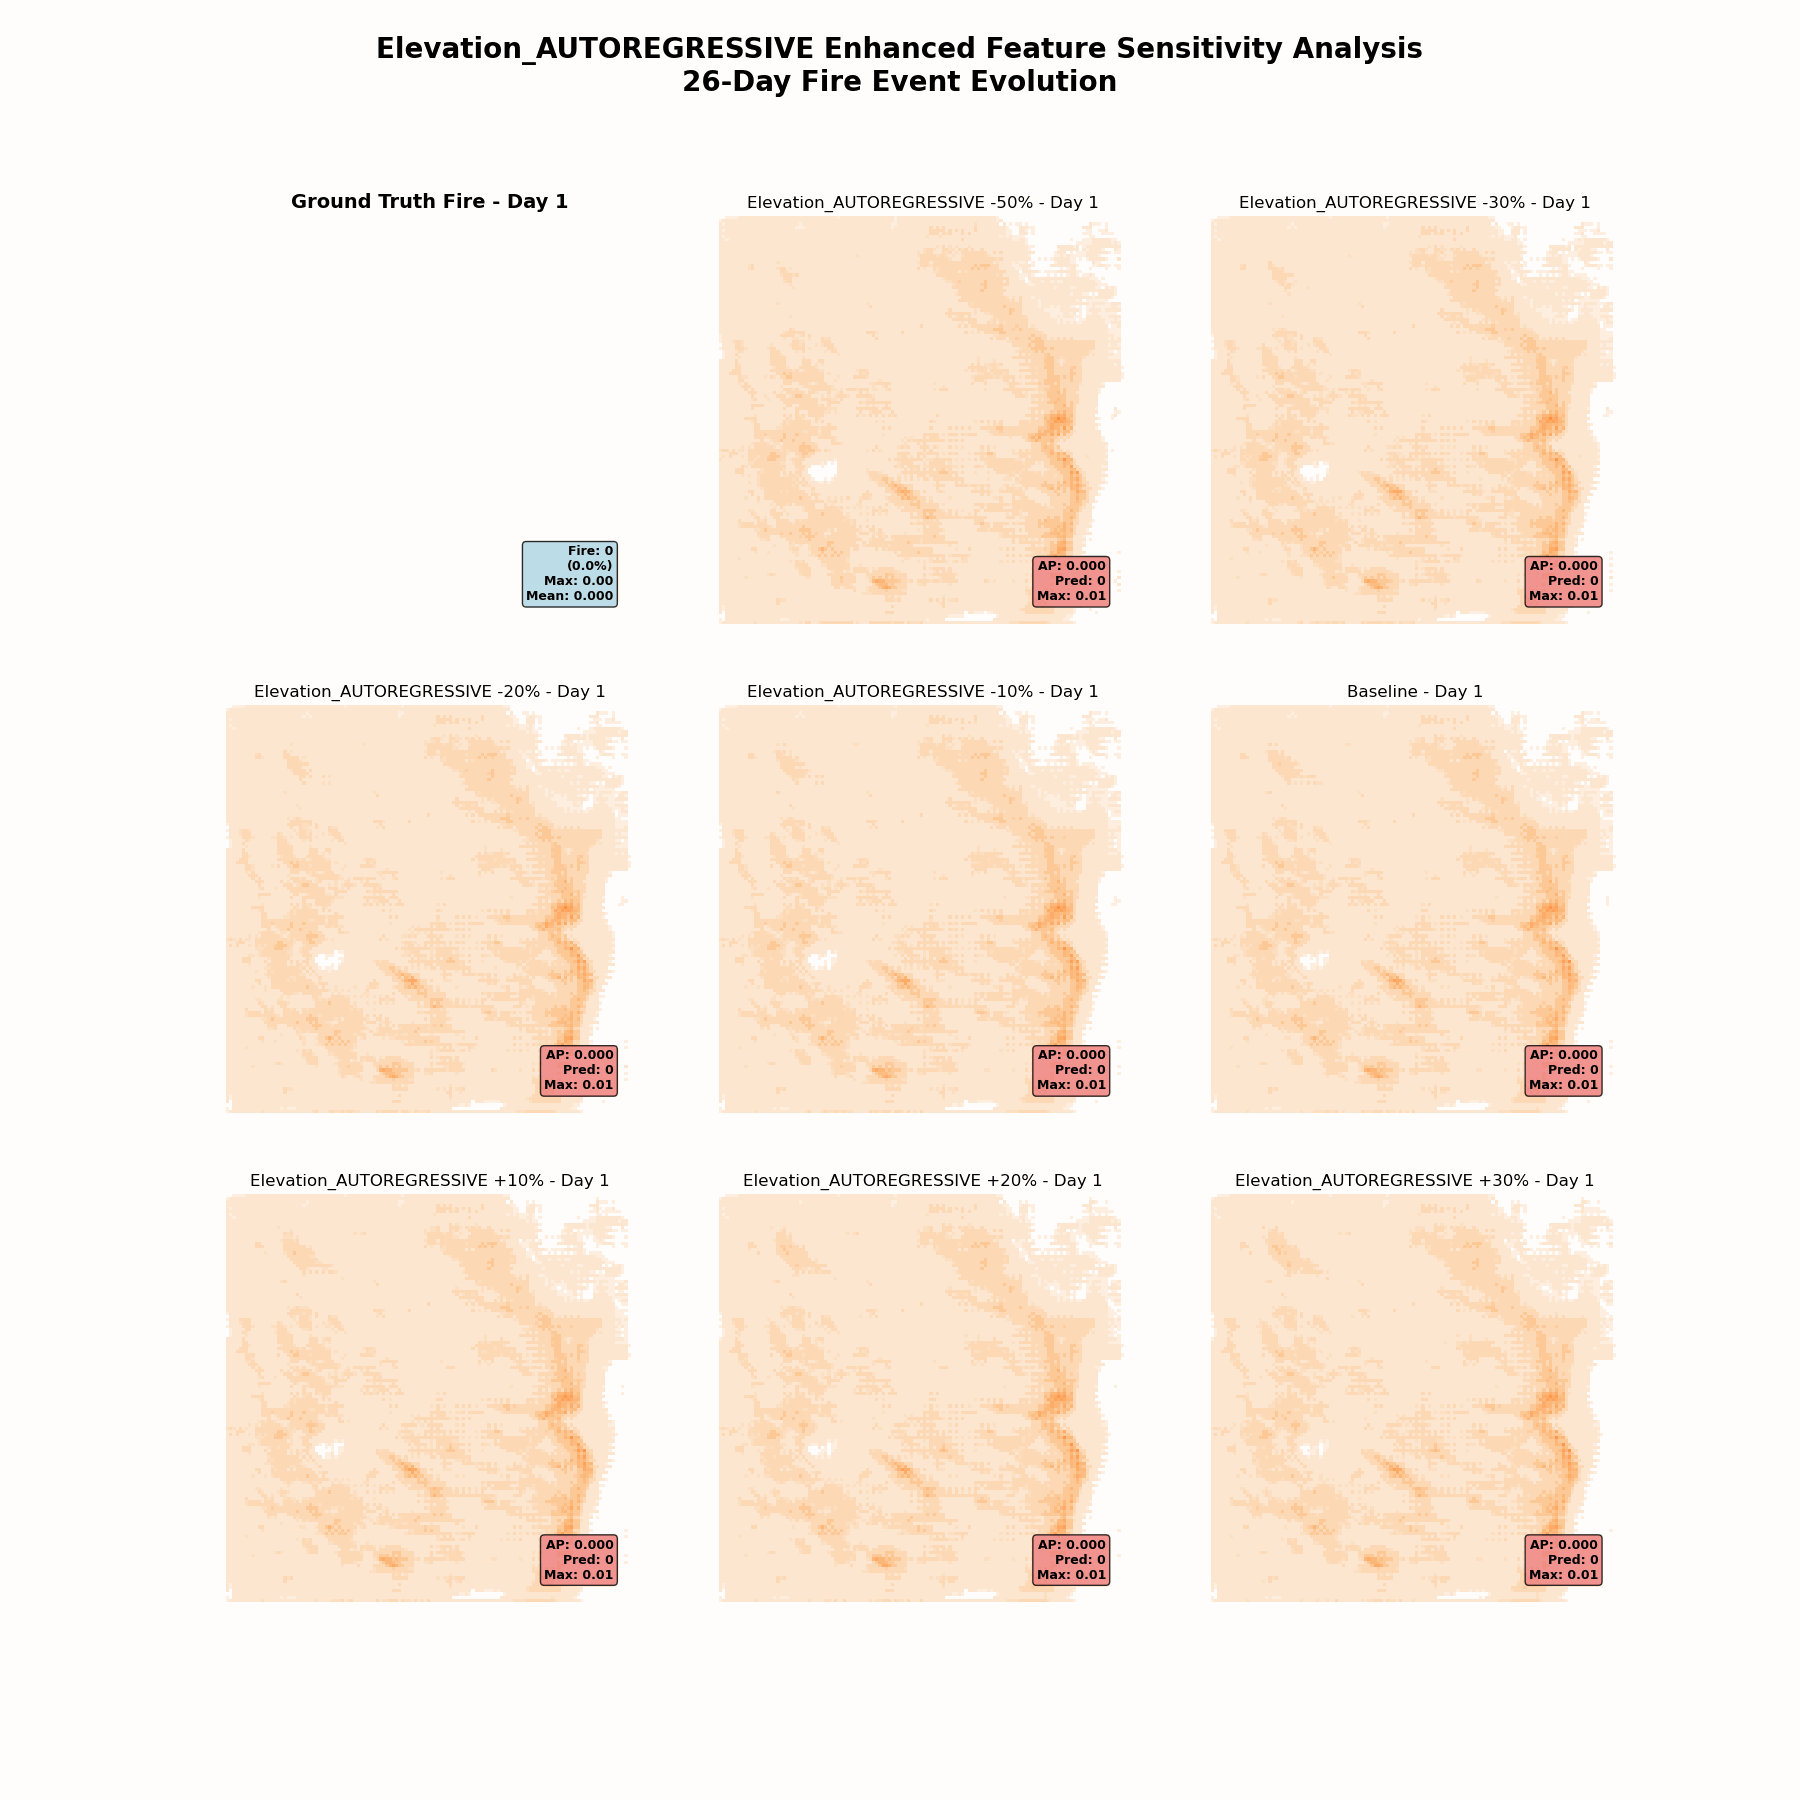 Elevation_AUTOREGRESSIVE Enhanced Feature Sensitivity Analysis
26-Day Fire Event Evolution
Ground Truth Fire - Day 1
Fire: 0
(0.0%)
Max: 0.00
Mean: 0.000
Elevation_AUTOREGRESSIVE -50% - Day 1
AP: 0.000
Pred: 0
Max: 0.01
Elevation_AUTOREGRESSIVE -30% - Day 1
AP: 0.000
Pred: 0
Max: 0.01
Elevation_AUTOREGRESSIVE -20% - Day 1
AP: 0.000
Pred: 0
Max: 0.01
Elevation_AUTOREGRESSIVE -10% - Day 1
AP: 0.000
Pred: 0
Max: 0.01
Baseline - Day 1
AP: 0.000
Pred: 0
Max: 0.01
Elevation_AUTOREGRESSIVE +10% - Day 1
AP: 0.000
Pred: 0
Max: 0.01
Elevation_AUTOREGRESSIVE +20% - Day 1
AP: 0.000
Pred: 0
Max: 0.01
Elevation_AUTOREGRESSIVE +30% - Day 1
AP: 0.000
Pred: 0
Max: 0.01